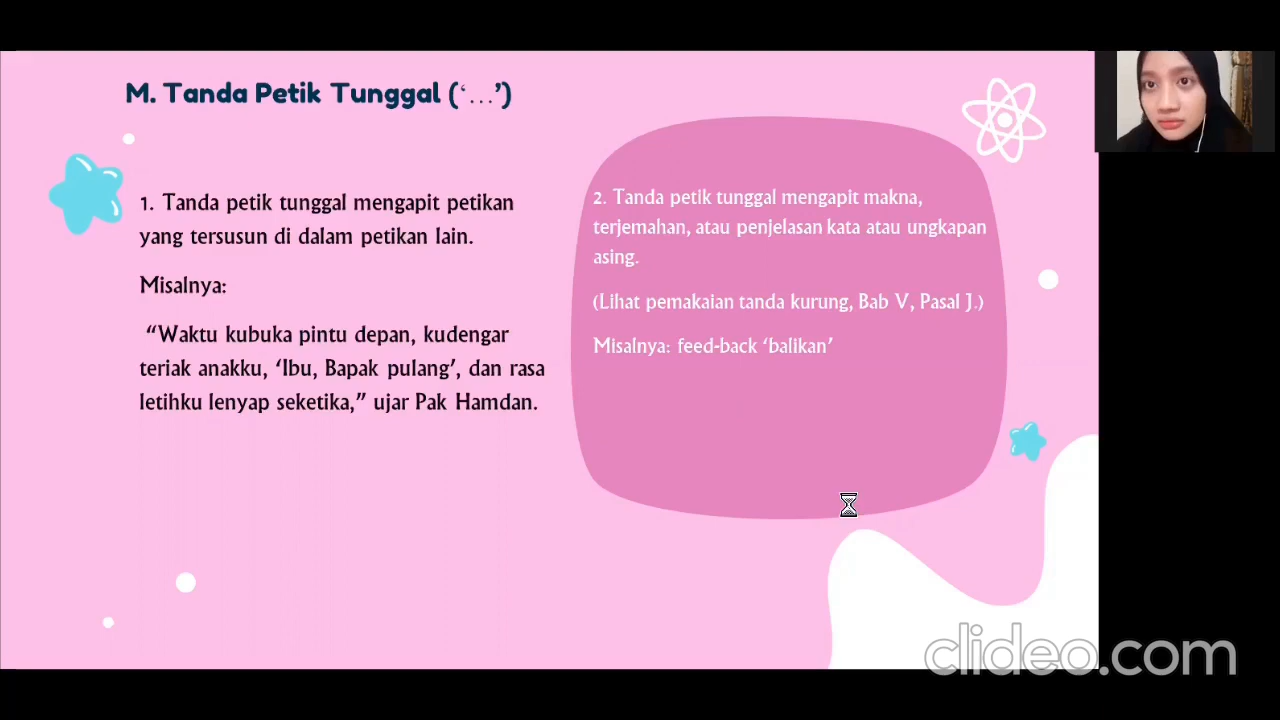 M. Tanda Petik Tunggal (‘...’)
1. Tanda petik tunggal mengapit petikan
yang tersusun di dalam petikan lain.
Misalnya:
“Waktu kubuka pintu depan, kudengar
teriak anakku, ‘Ibu, Bapak pulang’, dan rasa
letihku lenyap seketika,” ujar Pak Hamdan.
2. Tanda petik tunggal mengapit makna,
terjemahan, atau penjelasan kata atau ungkapan
asing.
(Lihat pemakaian tanda kurung, Bab V, Pasal J.)
Misalnya: feed-back ‘balikan’
clideo.com